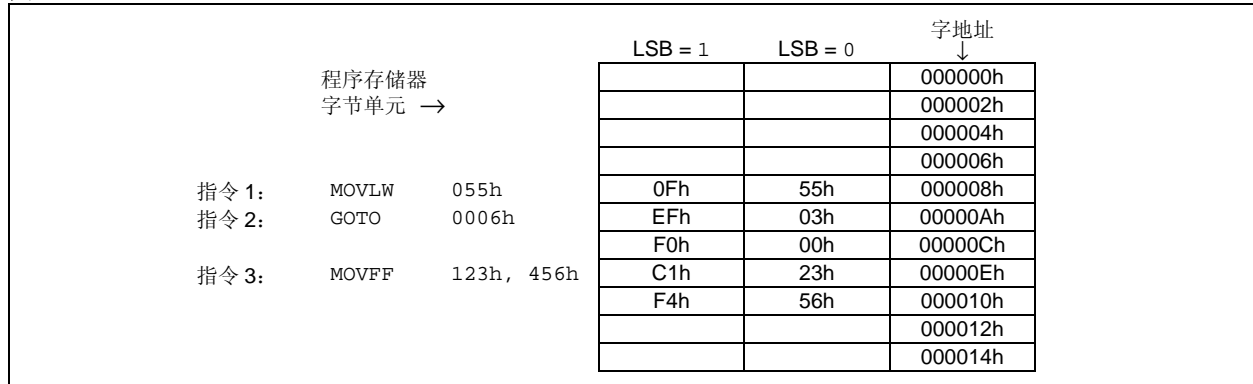 字地址
LSB = 1 LSB = 0 ↓
程序存储器 000000h
字节单元 → 000002h
000004h
000006h
指令 1： MOVLW 055h 0Fh 55h 000008h
指令 2： GOTO 0006h EFh 03h 00000Ah
F0h 00h 00000Ch
指令 3： MOVFF 123h, 456h C1h 23h 00000Eh
F4h 56h 000010h
000012h
000014h